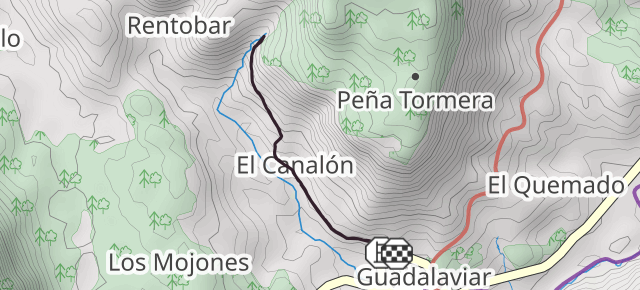 Rentobar
lo
Peña Tormera
El Canalón
El Quemado
Los Mojones
Guadalaviar